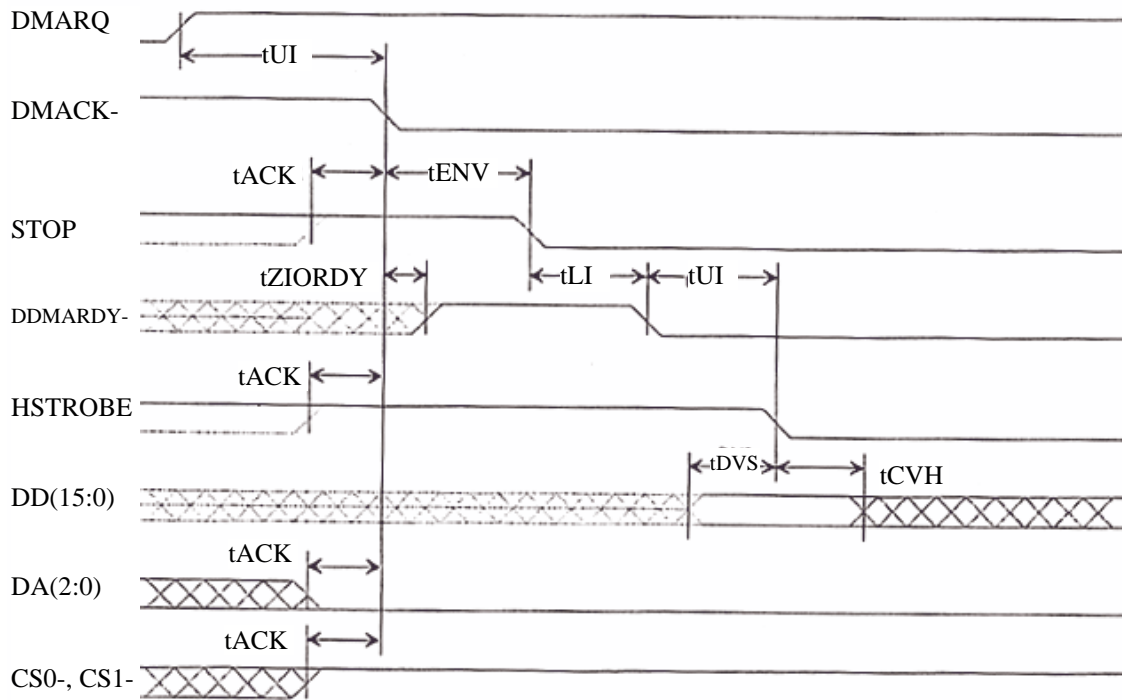 DMARQ
tUI
DMACK-
tACK
tENV
STOP
tZIORDY
tLI
tUI
DDMARDY-
tACK
HSTROBE
tDVS
tCVH
DD(15:0)
tACK
DA(2:0)
tACK
CS0-, CS1-